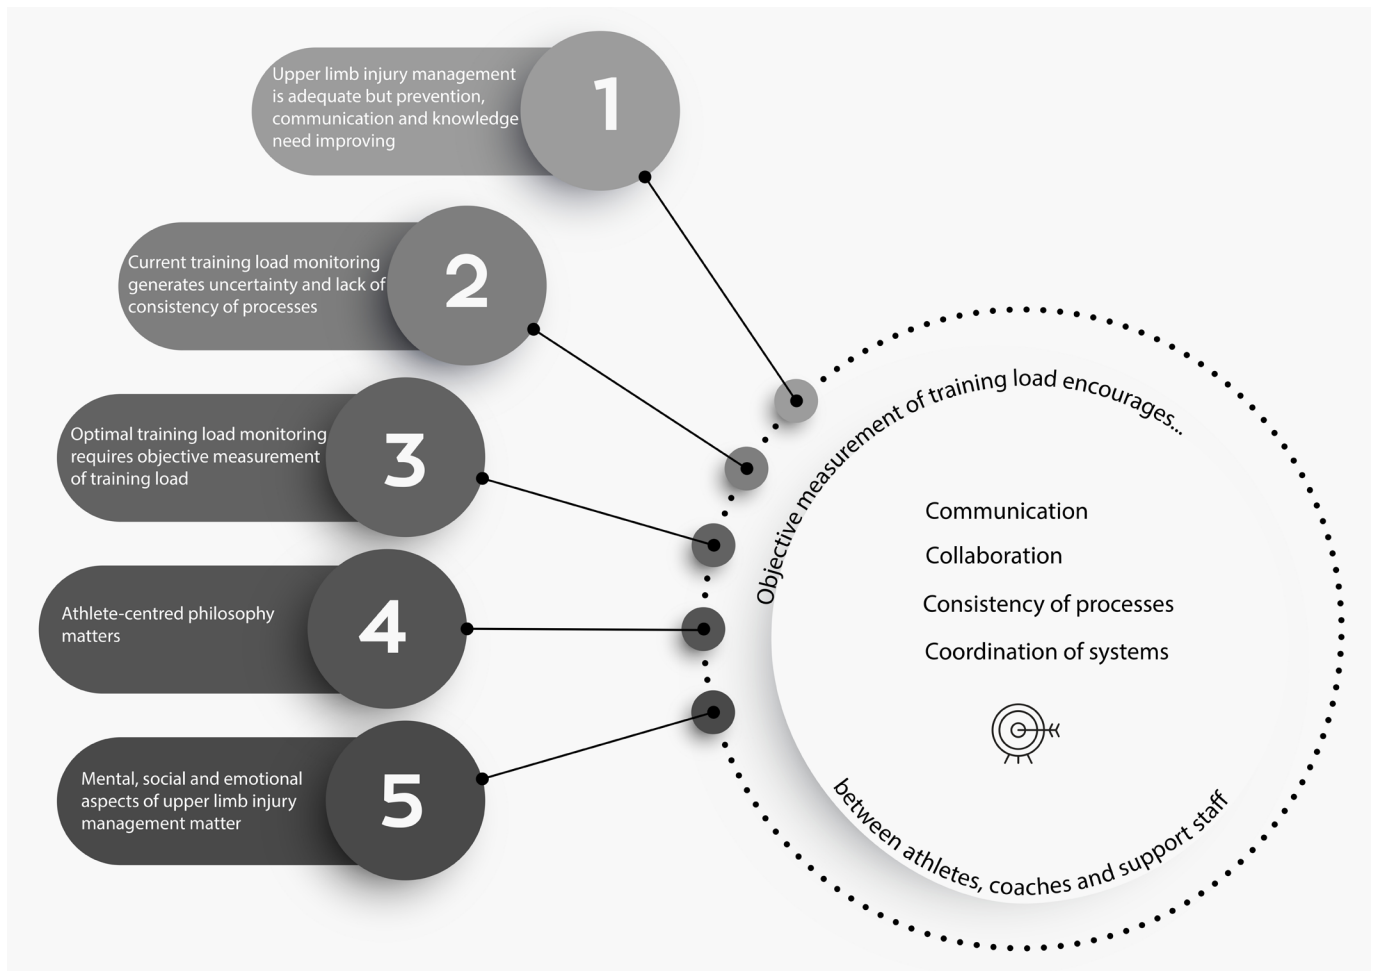 Upper limb injury management
is adequate but prevention,
communication and knowledge
need improving
1
Current training load monitoring
generates uncertainty and lack of
consistency of processes
2
Optimal training load monitoring
requires objective measurement
of training load
3
Athlete-centred philosophy
matters
4
Mental, social and emotional
aspects of upper limb injury
management matter
5
Objective measurement of training load encourages...
Communication
Collaboration
Consistency of processes
Coordination of systems
between athletes, coaches and support staff